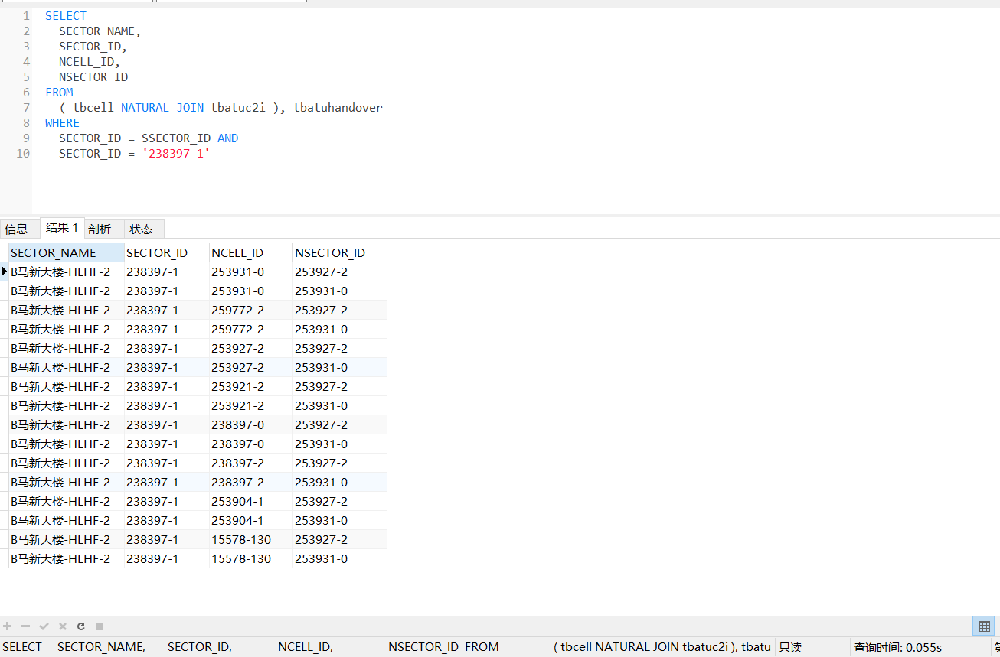 1 SELECT
2 SECTOR_NAME,
3 SECTOR_ID,
4 NCELL_ID,
5 NSECTOR_ID
6 FROM
7 ( tbcell NATURAL JOIN tbatuc2i ), tbatuhandover
8 WHERE
9 SECTOR_ID = SSECTOR_ID AND
10 SECTOR_ID = '238397-1'
信息 结果 1 剖析 状态
SECTOR_NAME SECTOR_ID NCELL_ID NSECTOR_ID
B马新大楼-HLHF-2 238397-1 253931-0 253927-2
B马新大楼-HLHF-2 238397-1 253931-0 253931-0
B马新大楼-HLHF-2 238397-1 259772-2 253927-2
B马新大楼-HLHF-2 238397-1 259772-2 253931-0
B马新大楼-HLHF-2 238397-1 253927-2 253927-2
B马新大楼-HLHF-2 238397-1 253927-2 253931-0
B马新大楼-HLHF-2 238397-1 253921-2 253927-2
B马新大楼-HLHF-2 238397-1 253921-2 253931-0
B马新大楼-HLHF-2 238397-1 238397-0 253927-2
B马新大楼-HLHF-2 238397-1 238397-0 253931-0
B马新大楼-HLHF-2 238397-1 238397-2 253927-2
B马新大楼-HLHF-2 238397-1 238397-2 253931-0
B马新大楼-HLHF-2 238397-1 253904-1 253927-2
B马新大楼-HLHF-2 238397-1 253904-1 253931-0
B马新大楼-HLHF-2 238397-1 15578-130 253927-2
B马新大楼-HLHF-2 238397-1 15578-130 253931-0
SELECT SECTOR_NAME, SECTOR_ID, NCELL_ID, NSECTOR_ID FROM ( tbcell NATURAL JOIN tbatuc2i ), tbatu 只读 查询时间: 0.055s